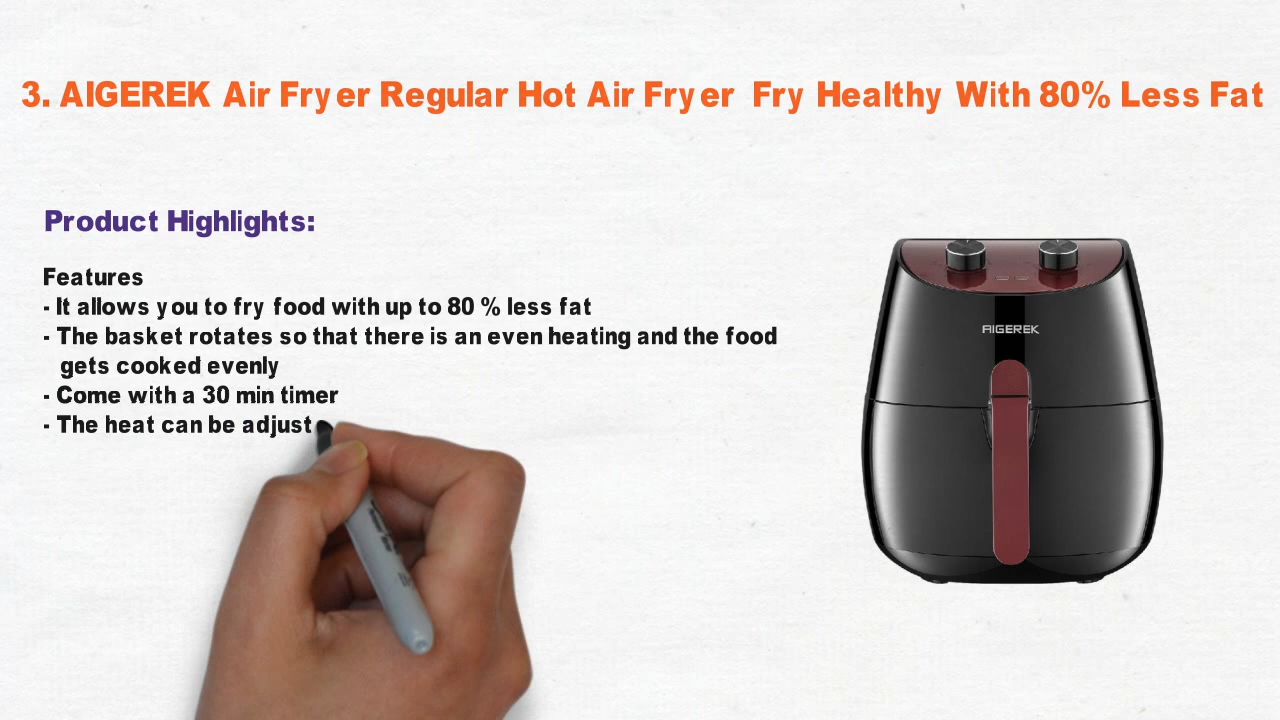 3. AIGEREK Air Fryer Regular Hot Air Fryer Fry Healthy With 80% Less Fat
Product Highlights:
Features
- It allows you to fry food with up to 80 % less fat
- The basket rotates so that there is an even heating and the food
gets cooked evenly
- Come with a 30 min timer
- The heat can be adjust
AIGEREK